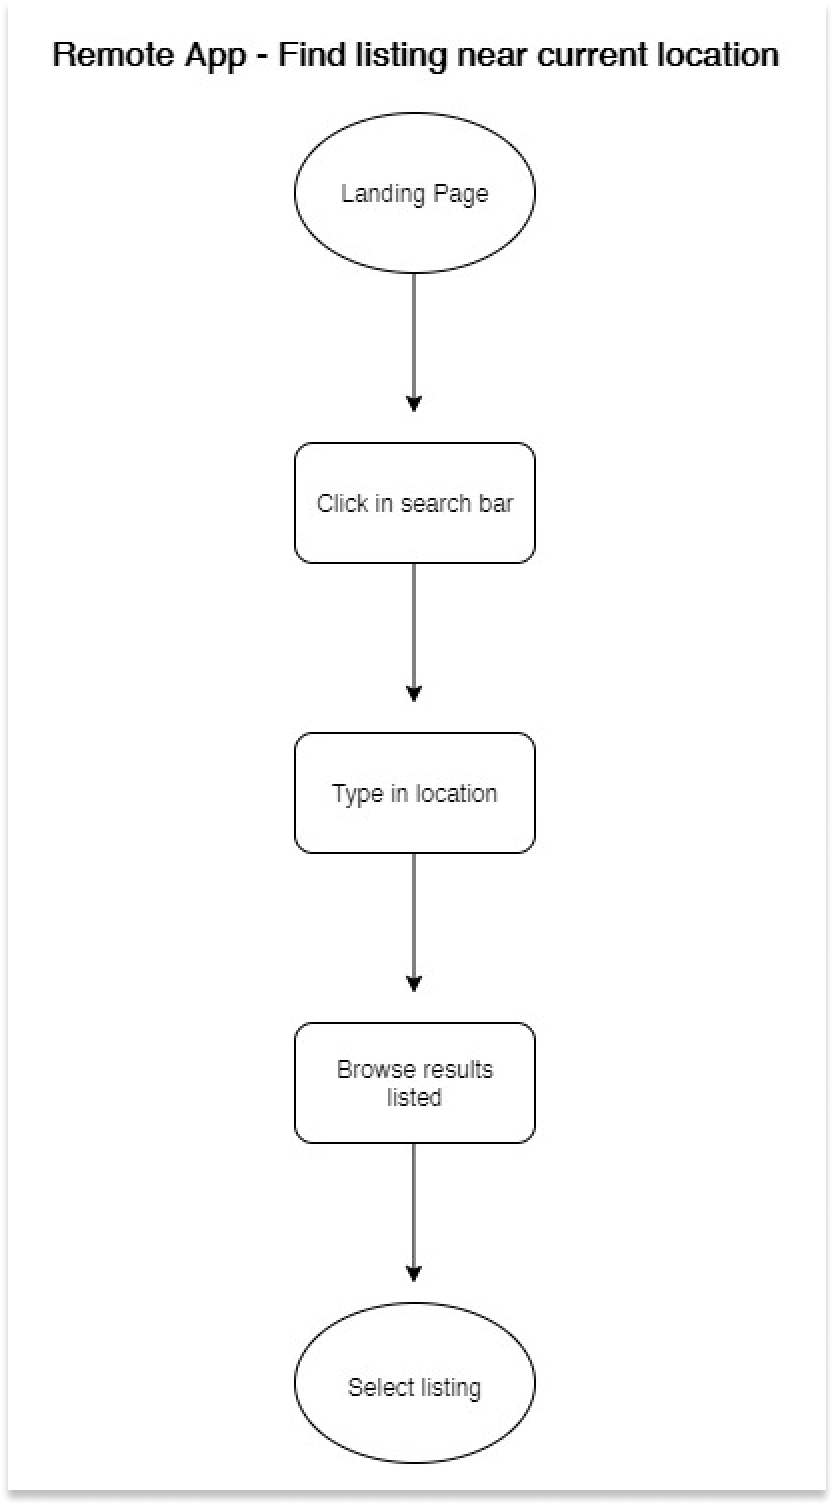 Remote App - Find listing near current location
Landing Page
Click in search bar
Type in location
Browse results
listed
Select listing